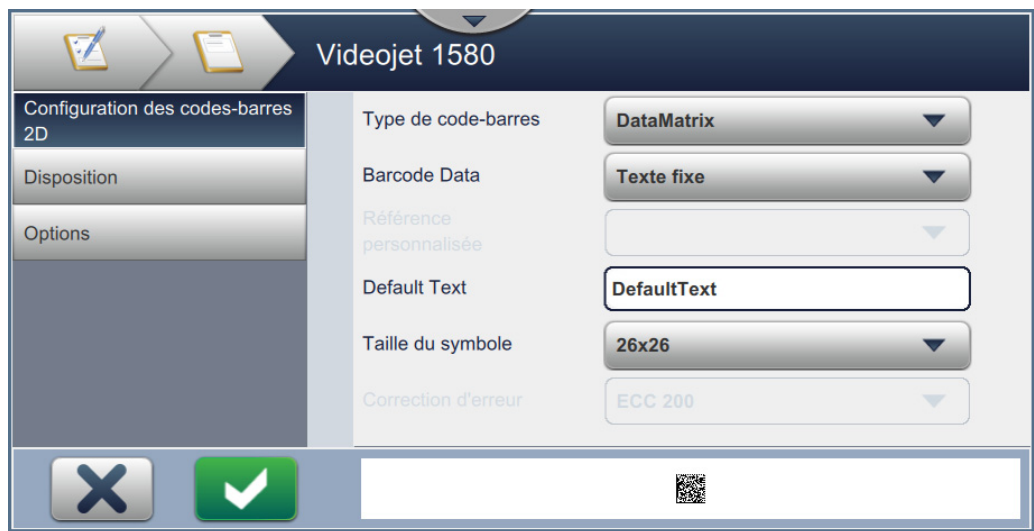 Videojet 1580
Configuration des codes-barres
2D
Disposition
Options
Type de code-barres
DataMatrix
Barcode Data
Texte fixe
Référence
personnalisée
Default Text
DefaultText
Taille du symbole
26x26
Correction d'erreur
ECC 200